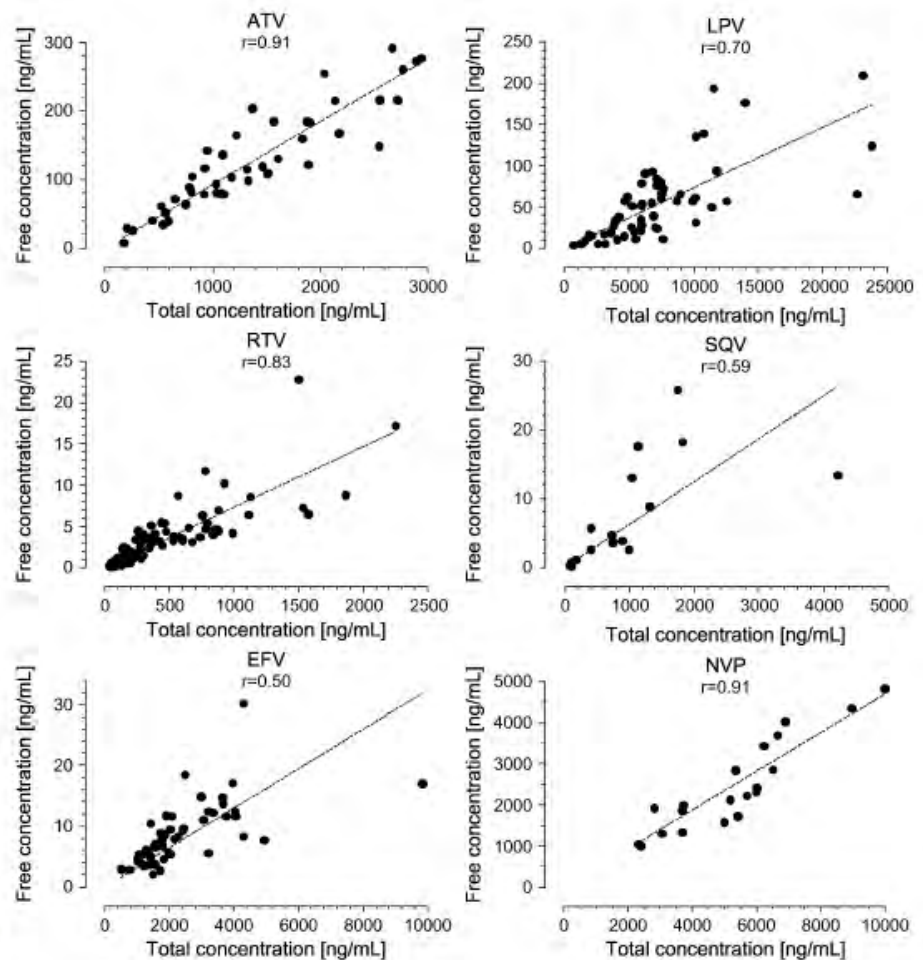 ATV
r=0.91
Free concentration [ng/mL]
300
200
100
0
0
1000
2000
3000
Total concentration [ng/mL]
LPV
r=0.70
Free concentration [ng/mL]
250
200
150
100
50
0
0
5000
10000
15000
20000
25000
Total concentration [ng/mL]
RTV
r=0.83
Free concentration [ng/mL]
25
20
15
10
5
0
0
500
1000
1500
2000
2500
Total concentration [ng/mL]
SQV
r=0.59
Free concentration [ng/mL]
30
20
10
0
0
1000
2000
3000
4000
5000
Total concentration [ng/mL]
EFV
r=0.50
Free concentration [ng/mL]
30
20
10
0
0
2000
4000
6000
8000
10000
Total concentration [ng/mL]
NVP
r=0.91
Free concentration [ng/mL]
5000
4000
3000
2000
1000
0
0
2000
4000
6000
8000
10000
Total concentration [ng/mL]